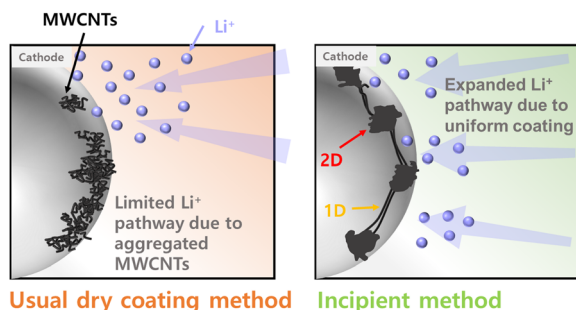 MWCNTs
Li⁺
Cathode
Limited Li⁺
pathway due to
aggregated
MWCNTs
Usual dry coating method
Cathode
Expanded Li⁺
pathway due to
uniform coating
2D
1D
Incipient method